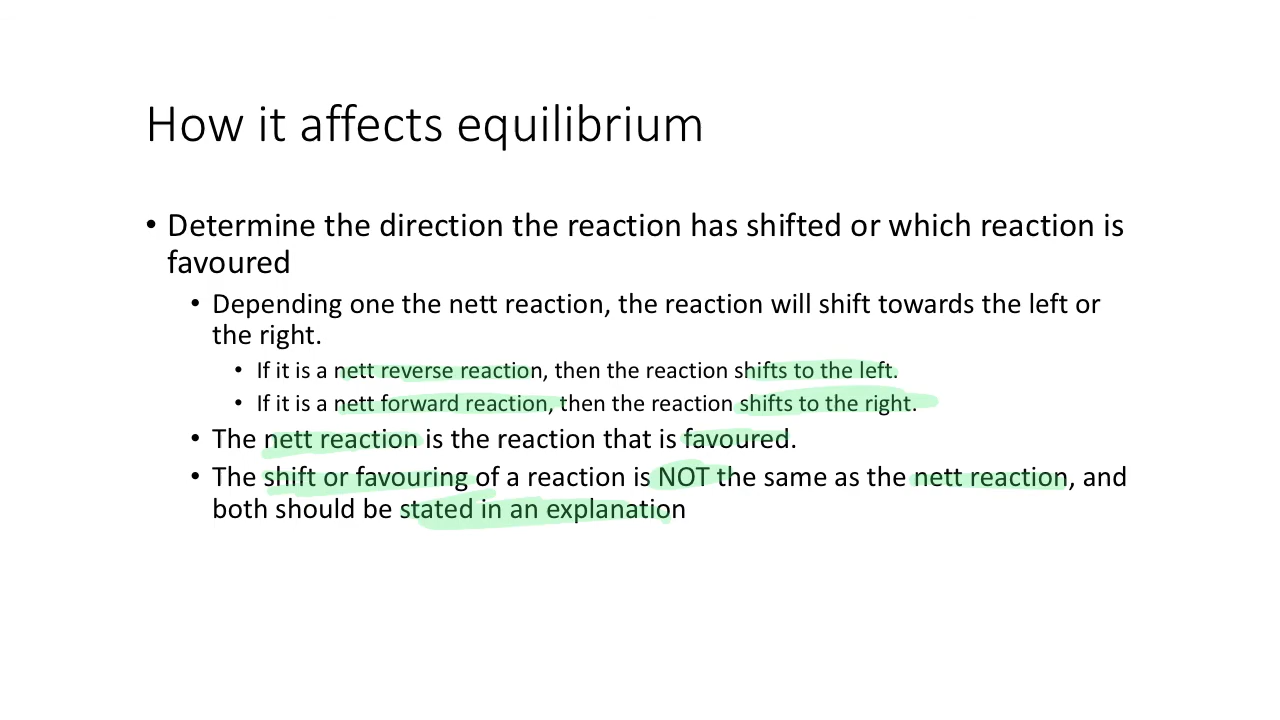 How it affects equilibrium
• Determine the direction the reaction has shifted or which reaction is
favoured
• Depending one the nett reaction, the reaction will shift towards the left or
the right.
• If it is a nett reverse reaction, then the reaction shifts to the left.
• If it is a nett forward reaction, then the reaction shifts to the right.
• The nett reaction is the reaction that is favoured.
• The shift or favouring of a reaction is NOT the same as the nett reaction, and
both should be stated in an explanation